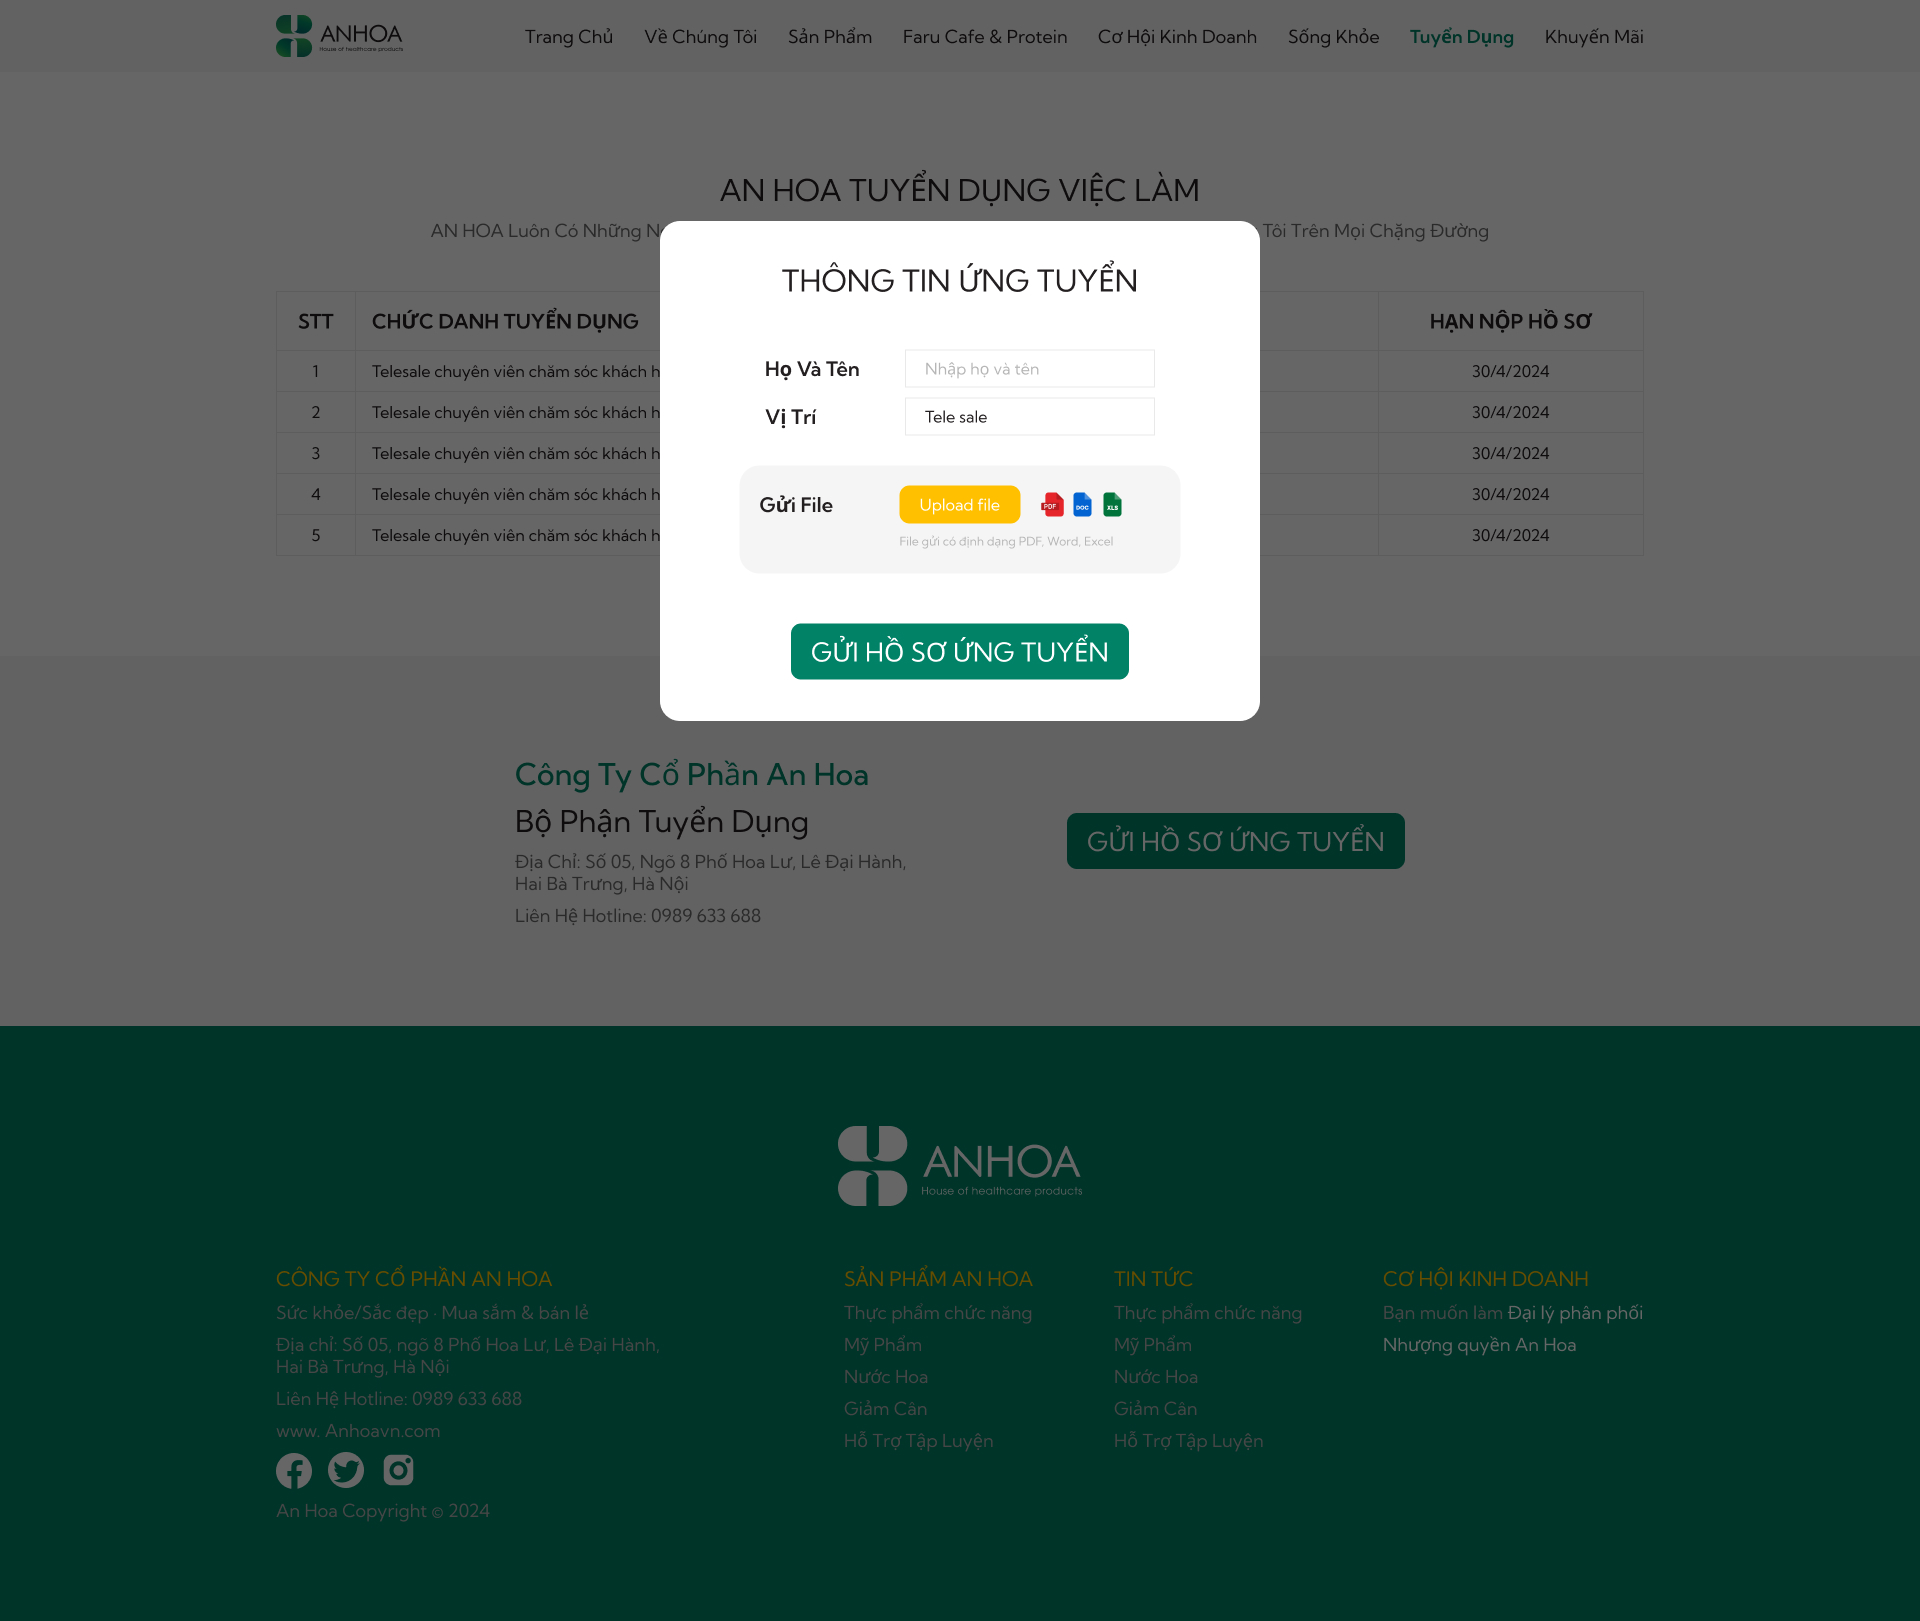 ANHOA
House of healthcare products
Trang Chủ Về Chúng Tôi Sản Phẩm Faru Cafe & Protein Cơ Hội Kinh Doanh Sống Khỏe Tuyển Dụng Khuyến Mãi
AN HOA TUYỂN DỤNG VIỆC LÀM
AN HOA Luôn Có Những Tôi Trên Mọi Chặng Đường
STT CHỨC DANH TUYỂN DỤNG HẠN NỘP HỒ SƠ
1 Telesale chuyên viên chăm sóc khách 30/4/2024
2 Telesale chuyên viên chăm sóc khách 30/4/2024
3 Telesale chuyên viên chăm sóc khách 30/4/2024
4 Telesale chuyên viên chăm sóc khách 30/4/2024
5 Telesale chuyên viên chăm sóc khách 30/4/2024
THÔNG TIN ỨNG TUYỂN
Họ Và Tên Nhập họ và tên
Vị Trí Tele sale
Gửi File Upload file PDF DOC XLS
File gửi có định dạng PDF, Word, Excel
GỬI HỒ SƠ ỨNG TUYỂN
Công Ty Cổ Phần An Hoa
Bộ Phận Tuyển Dụng
Địa Chỉ: Số 05, Ngõ 8 Phố Hoa Lư, Lê Đại Hành,
Hai Bà Trưng, Hà Nội
Liên Hệ Hotline: 0989 633 688
GỬI HỒ SƠ ỨNG TUYỂN
ANHOA
House of healthcare products
CÔNG TY CỔ PHẦN AN HOA
Sức khỏe/Sắc đẹp · Mua sắm & bán lẻ
Địa chỉ: Số 05, ngõ 8 Phố Hoa Lư, Lê Đại Hành,
Hai Bà Trưng, Hà Nội
Liên Hệ Hotline: 0989 633 688
www. Anhoavn.com
An Hoa Copyright © 2024
SẢN PHẨM AN HOA
Thực phẩm chức năng
Mỹ Phẩm
Nước Hoa
Giảm Cân
Hỗ Trợ Tập Luyện
TIN TỨC
Thực phẩm chức năng
Mỹ Phẩm
Nước Hoa
Giảm Cân
Hỗ Trợ Tập Luyện
CƠ HỘI KINH DOANH
Bạn muốn làm Đại lý phân phối
Nhượng quyền An Hoa